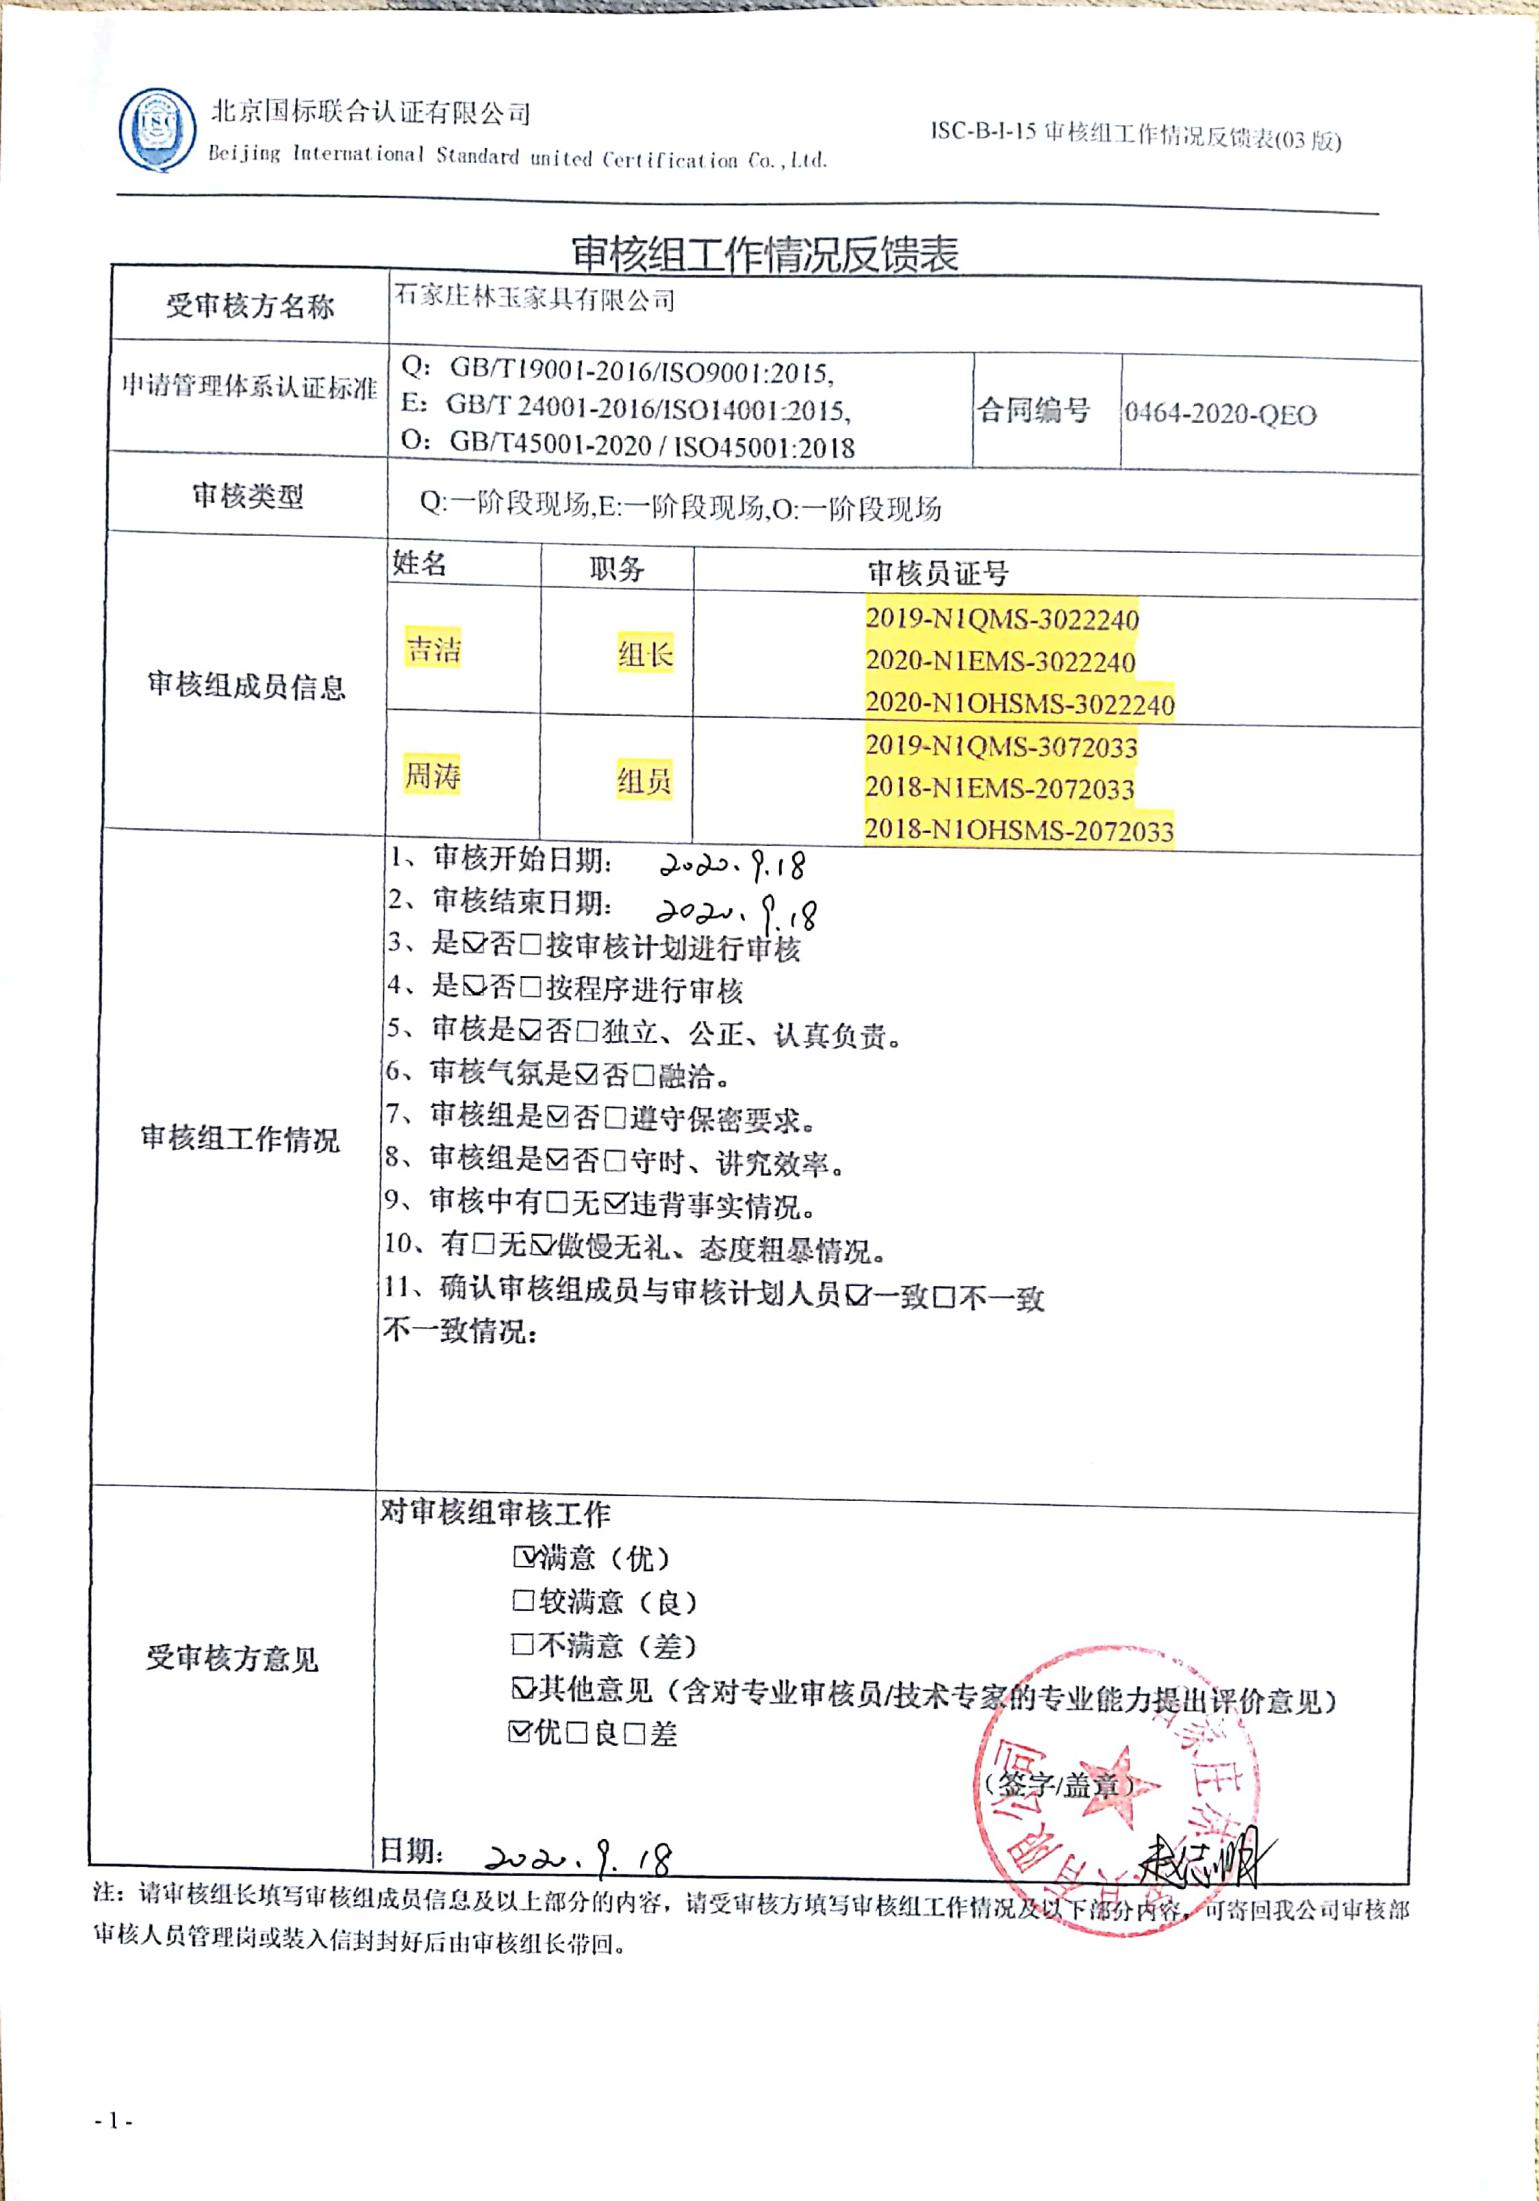 北京国标联合认证有限公司
Beijing International Standard united Certification Co.,Ltd.
ISC-B-I-15 审核组工作情况反馈表(03 版)
审核组工作情况反馈表
受审核方名称
石家庄林玉家具有限公司
申请管理体系认证标准
Q：GB/T19001-2016/ISO9001:2015,
E：GB/T 24001-2016/ISO14001:2015,
O：GB/T45001-2020 / ISO45001:2018
合同编号
0464-2020-QEO
审核类型
Q:一阶段现场,E:一阶段现场,O:一阶段现场
审核组成员信息
姓名 职务 审核员证号
吉洁 组长
2019-N1QMS-3022240
2020-N1EMS-3022240
2020-N1OHSMS-3022240
周涛 组员
2019-N1QMS-3072033
2018-N1EMS-2072033
2018-N1OHSMS-2072033
审核组工作情况
1、审核开始日期： 2020.9.18
2、审核结束日期： 2020.9.18
3、是☑否□按审核计划进行审核
4、是☑否□按程序进行审核
5、审核是☑否□独立、公正、认真负责。
6、审核气氛是☑否□融洽。
7、审核组是☑否□遵守保密要求。
8、审核组是☑否□守时、讲究效率。
9、审核中有□无☑违背事实情况。
10、有□无☑傲慢无礼、态度粗暴情况。
11、确认审核组成员与审核计划人员☑一致□不一致
不一致情况：
受审核方意见
对审核组审核工作
☑满意（优）
□较满意（良）
□不满意（差）
☑其他意见（含对专业审核员/技术专家的专业能力提出评价意见）
☑优□良□差
（签字/盖章）
日期： 2020.9.18
赵志明
注：请审核组长填写审核组成员信息及以上部分的内容，请受审核方填写审核组工作情况及以下部分内容，可寄回我公司审核部
审核人员管理岗或装入信封封好后由审核组长带回。
- 1 -